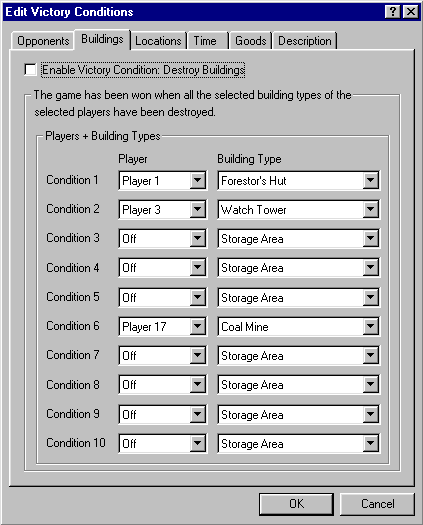 Edit Victory Conditions
Opponents Buildings Locations Time Goods Description
Enable Victory Condition: Destroy Buildings
The game has been won when all the selected building types of the
selected players have been destroyed.
Players + Building Types
Player Building Type
Condition 1 Player 1 Forestor's Hut
Condition 2 Player 3 Watch Tower
Condition 3 Off Storage Area
Condition 4 Off Storage Area
Condition 5 Off Storage Area
Condition 6 Player 17 Coal Mine
Condition 7 Off Storage Area
Condition 8 Off Storage Area
Condition 9 Off Storage Area
Condition 10 Off Storage Area
OK Cancel